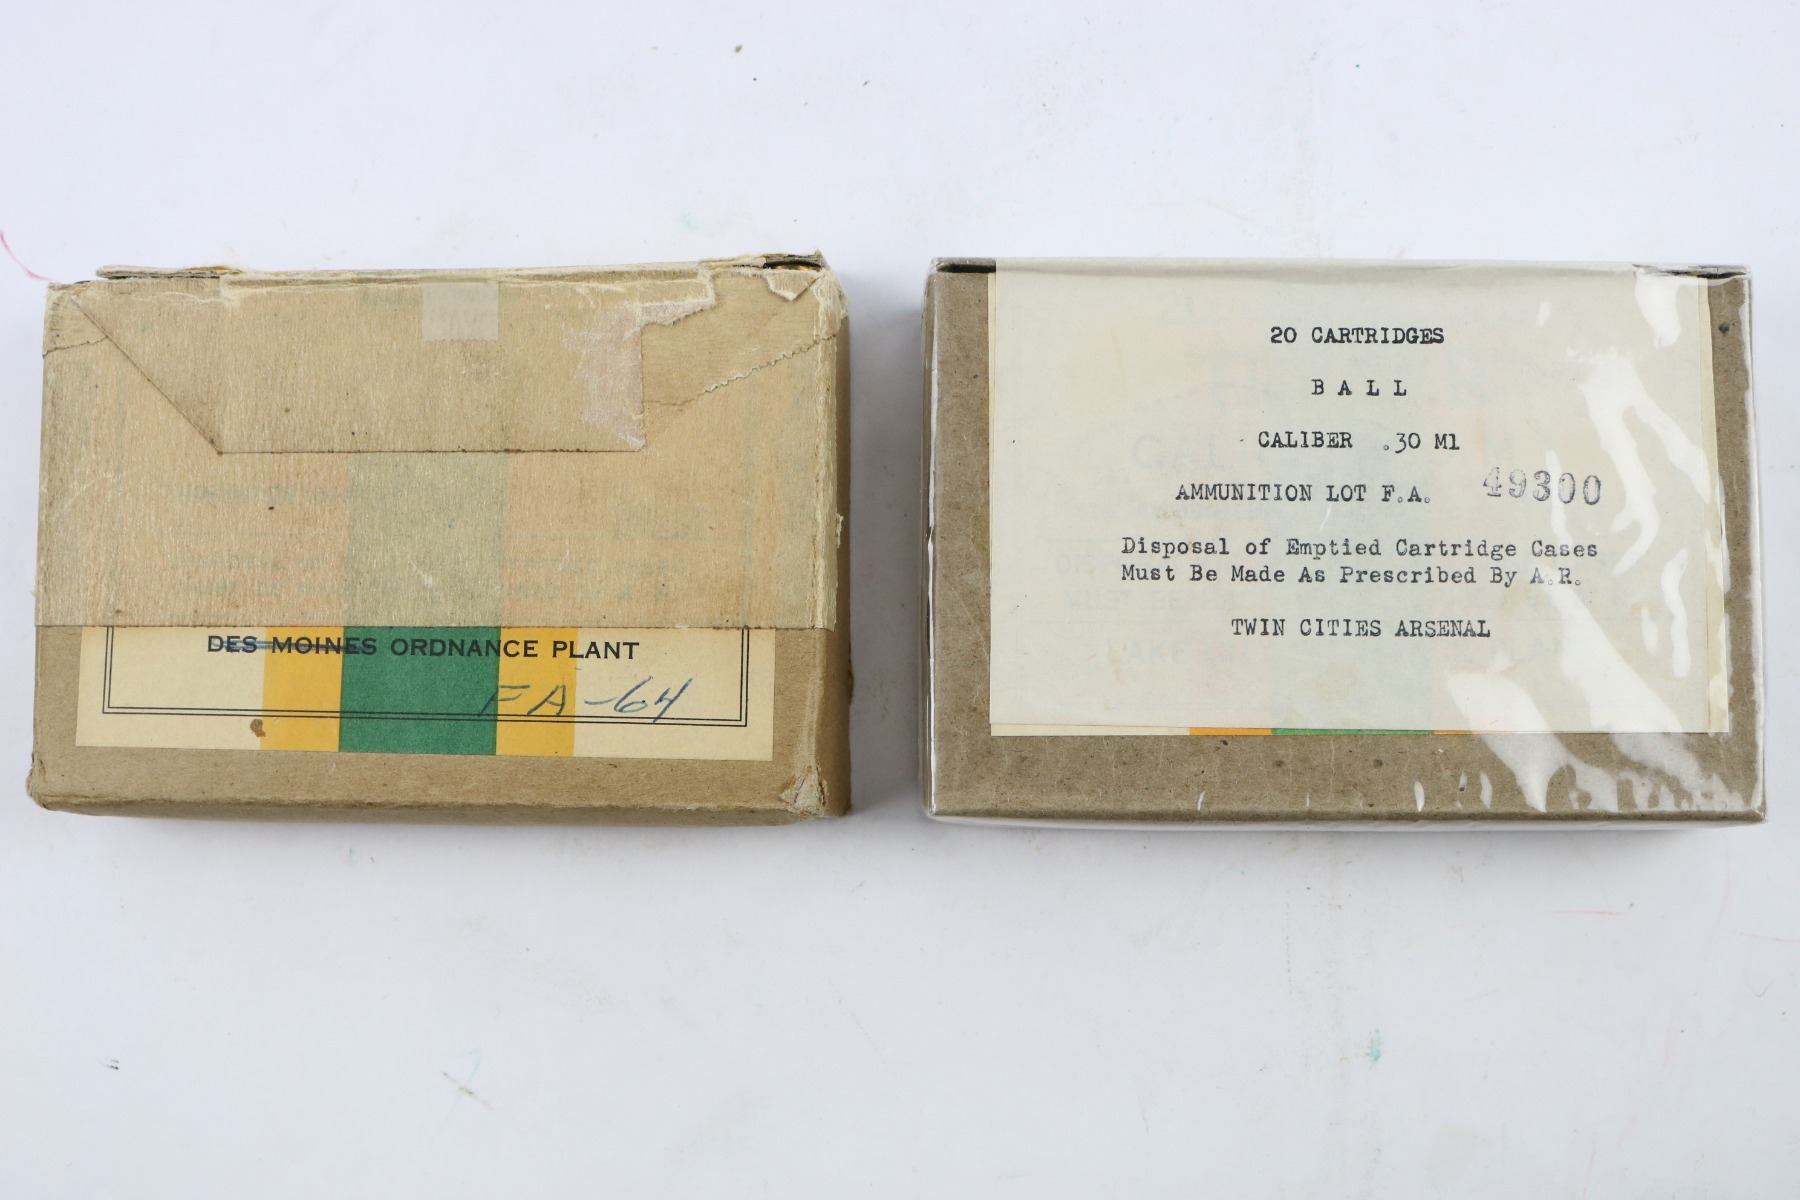 DES MOINES ORDNANCE PLANT
FA-64
20 CARTRIDGES
BALL
CALIBER .30 M1
AMMUNITION LOT F.A. 49300
Disposal of Emptied Cartridge Cases
Must Be Made As Prescribed By A.R.
TWIN CITIES ARSENAL